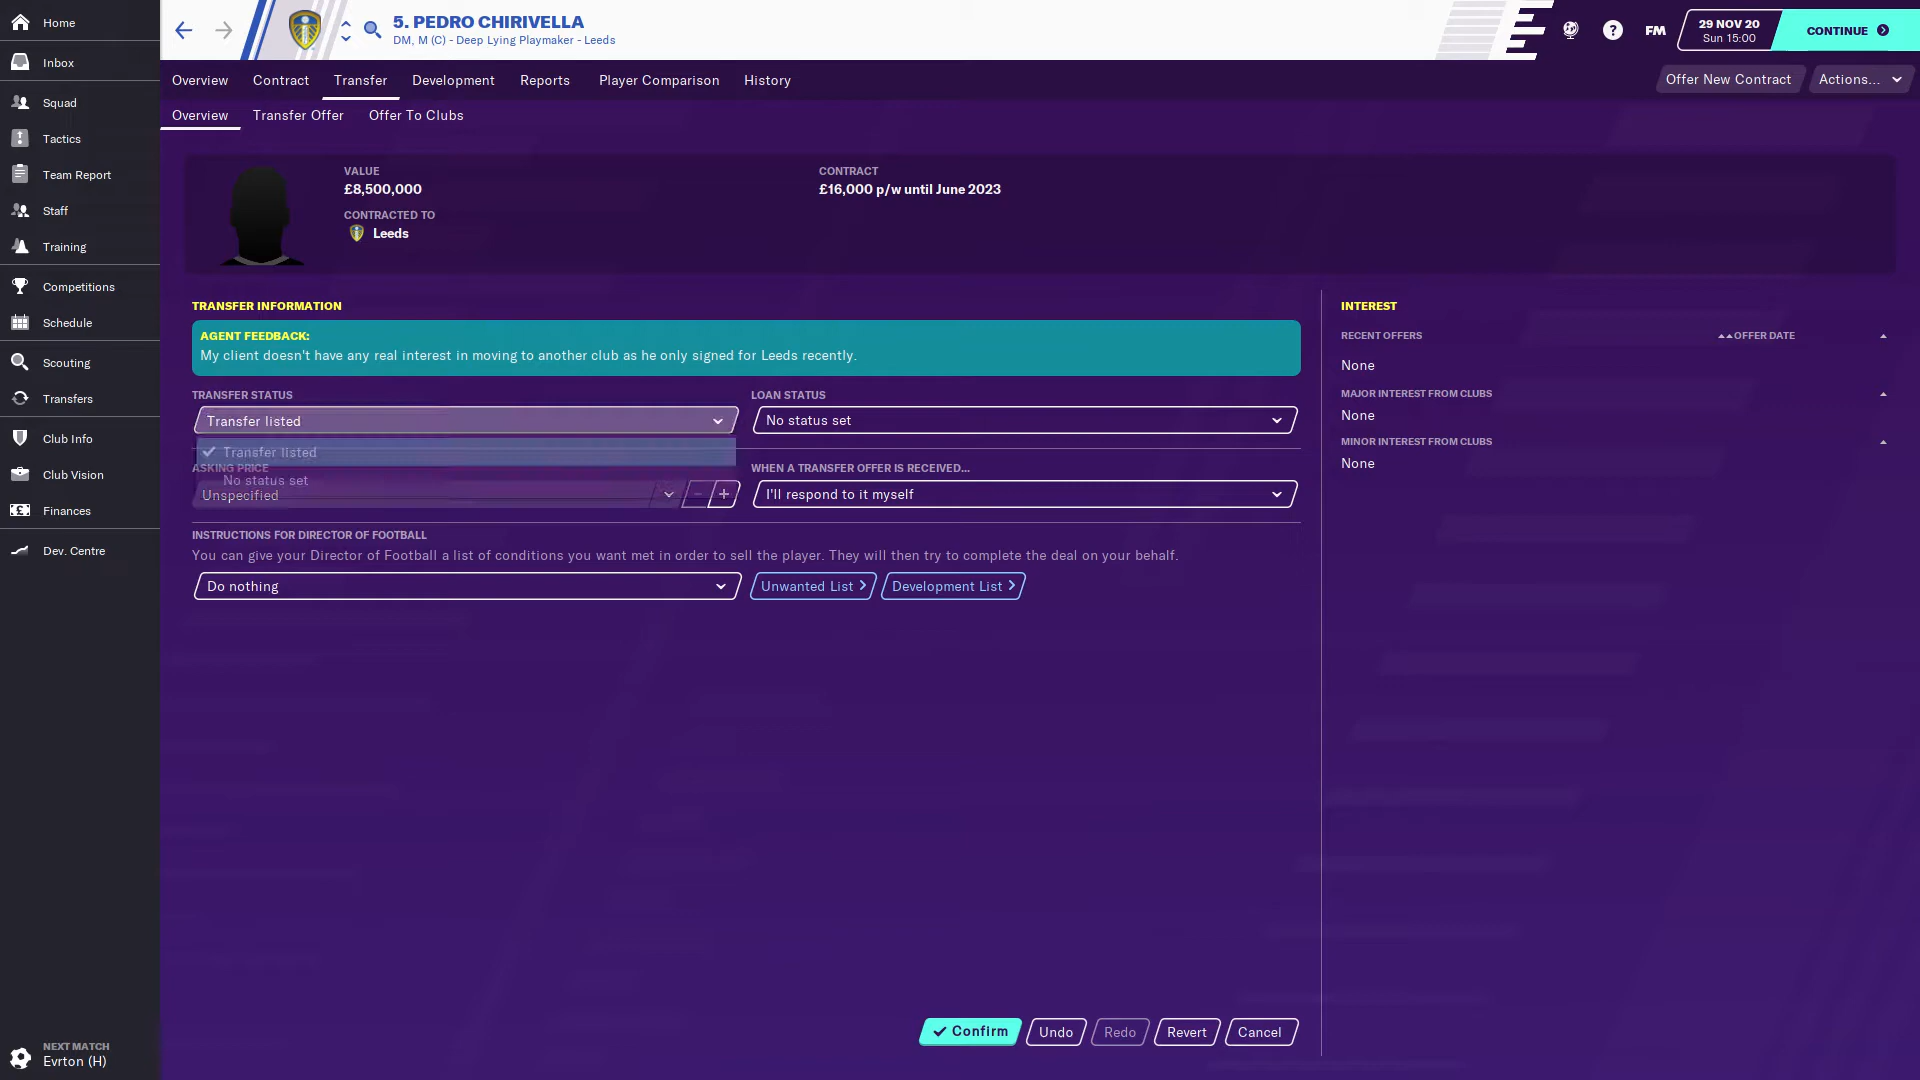 Home
Inbox
Squad
Tactics
Team Report
Staff
Training
Competitions
Schedule
Scouting
Transfers
Club Info
Club Vision
Finances
Dev. Centre
NEXT MATCH
Evrton (H)
5. PEDRO CHIRIVELLA
DM, M (C) - Deep Lying Playmaker - Leeds
FM
29 NOV 20
Sun 15:00
CONTINUE
Overview Contract Transfer Development Reports Player Comparison History
Offer New Contract Actions...
Overview Transfer Offer Offer To Clubs
VALUE
£8,500,000
CONTRACTED TO
Leeds
CONTRACT
£16,000 p/w until June 2023
TRANSFER INFORMATION
AGENT FEEDBACK:
My client doesn't have any real interest in moving to another club as he only signed for Leeds recently.
TRANSFER STATUS
Transfer listed
Transfer listed
No status set
LOAN STATUS
No status set
ASKING PRICE
Unspecified
WHEN A TRANSFER OFFER IS RECEIVED...
I'll respond to it myself
INSTRUCTIONS FOR DIRECTOR OF FOOTBALL
You can give your Director of Football a list of conditions you want met in order to sell the player. They will then try to complete the deal on your behalf.
Do nothing
Unwanted List
Development List
INTEREST
RECENT OFFERS OFFER DATE
None
MAJOR INTEREST FROM CLUBS
None
MINOR INTEREST FROM CLUBS
None
Confirm Undo Redo Revert Cancel